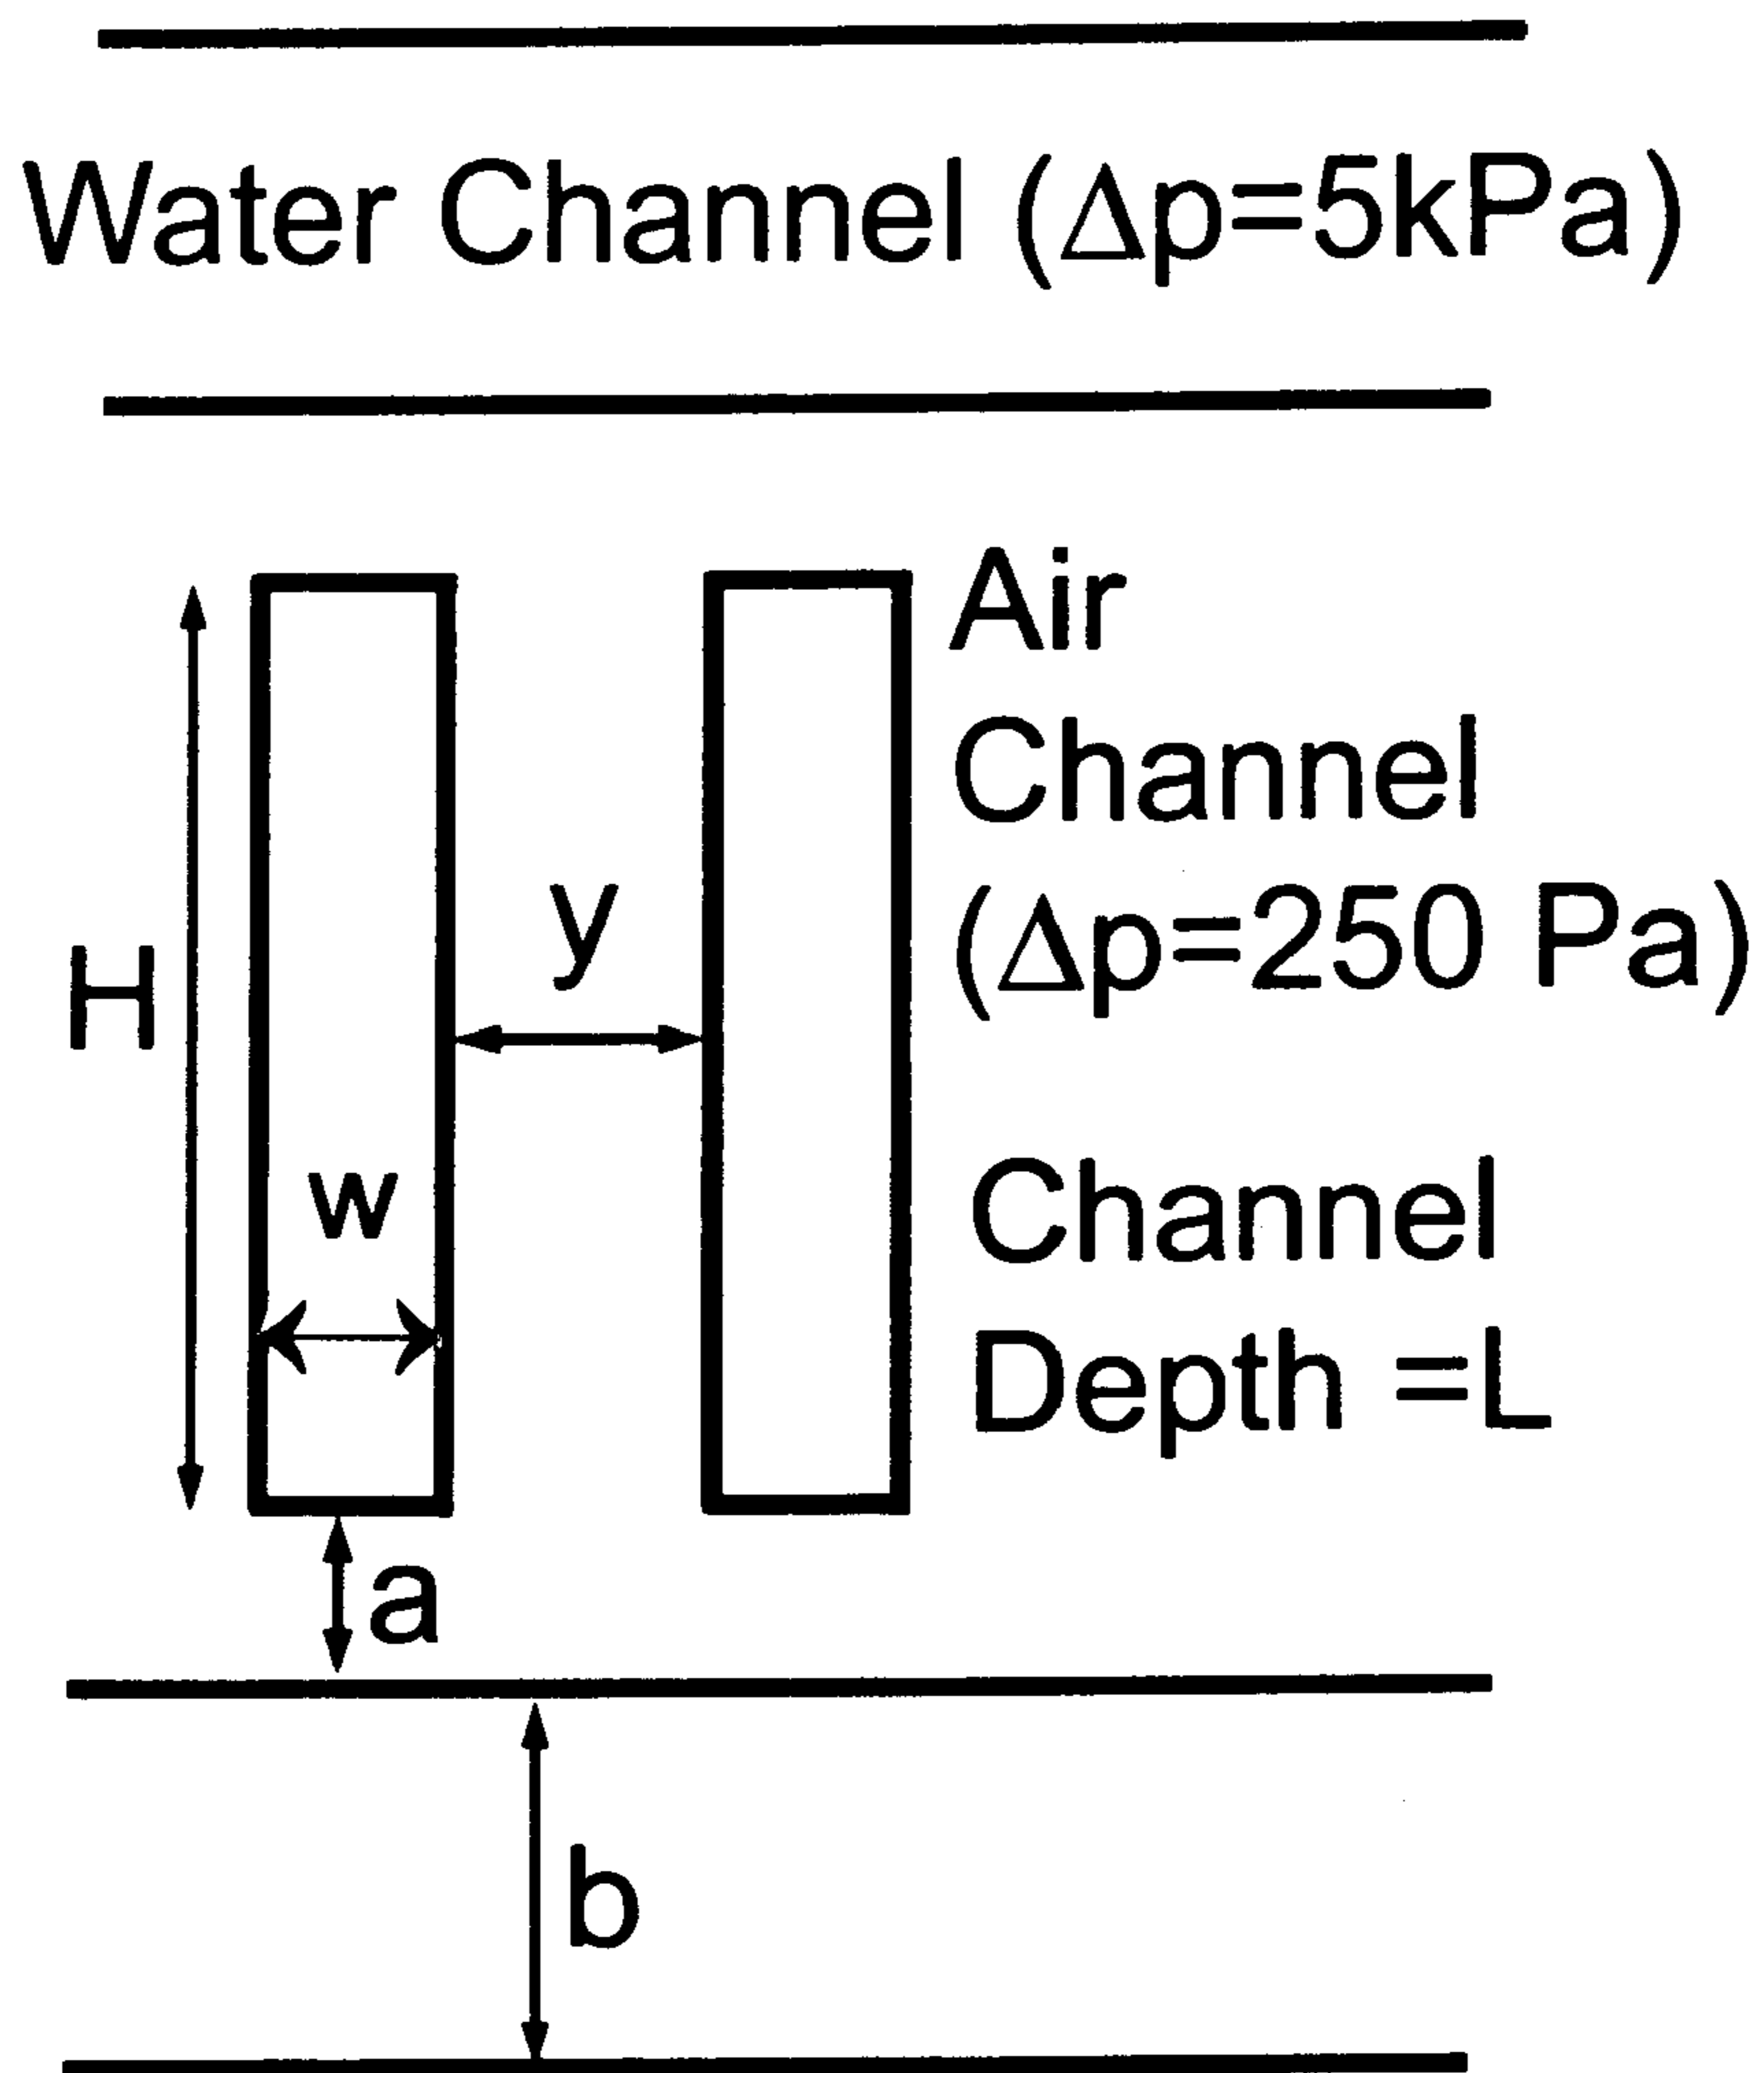 Water Channel (Δp=5kPa)
Air
Channel
(Δp=250 Pa)
y
H
Channel
w
Depth =L
a
b